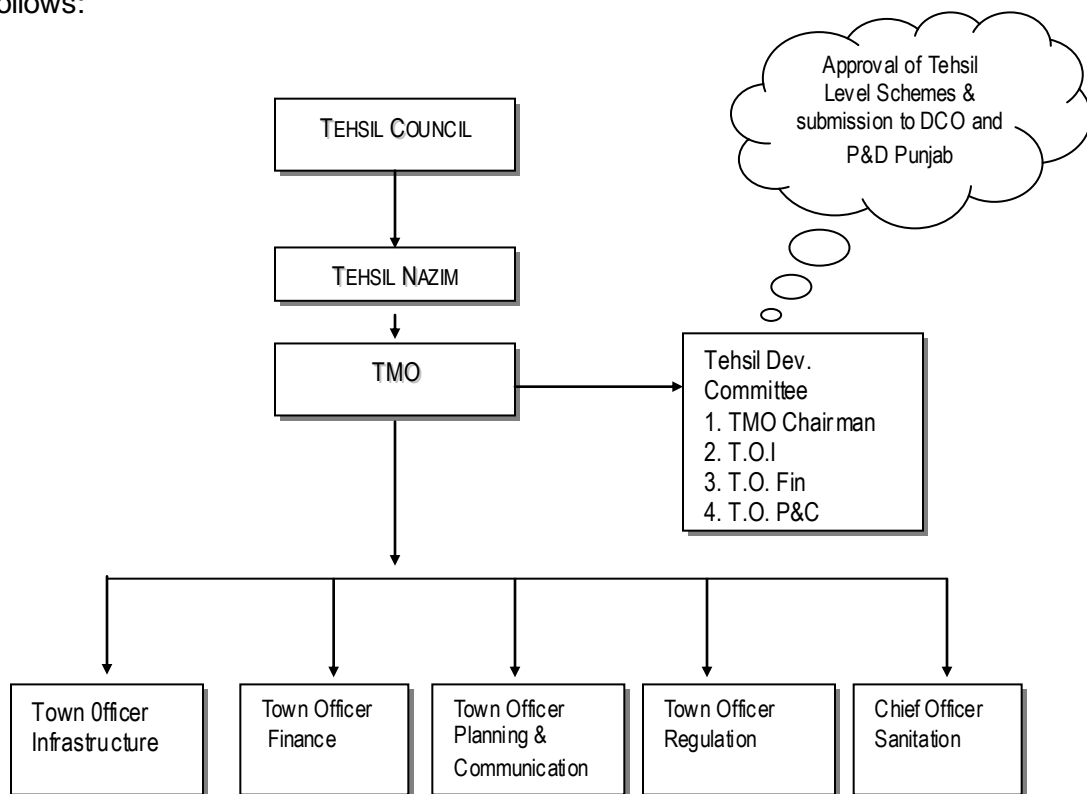 ollows:
Approval of Tehsil
Level Schemes &
submission to DCO and
P&D Punjab
TEHSIL COUNCIL
TEHSIL NAZIM
TMO
Tehsil Dev.
Committee
1. TMO Chairman
2. T.O.I
3. T.O. Fin
4. T.O. P&C
Town 0fficer
Infrastructure
Town Officer
Finance
Town Officer
Planning &
Communication
Town Officer
Regulation
Chief Officer
Sanitation